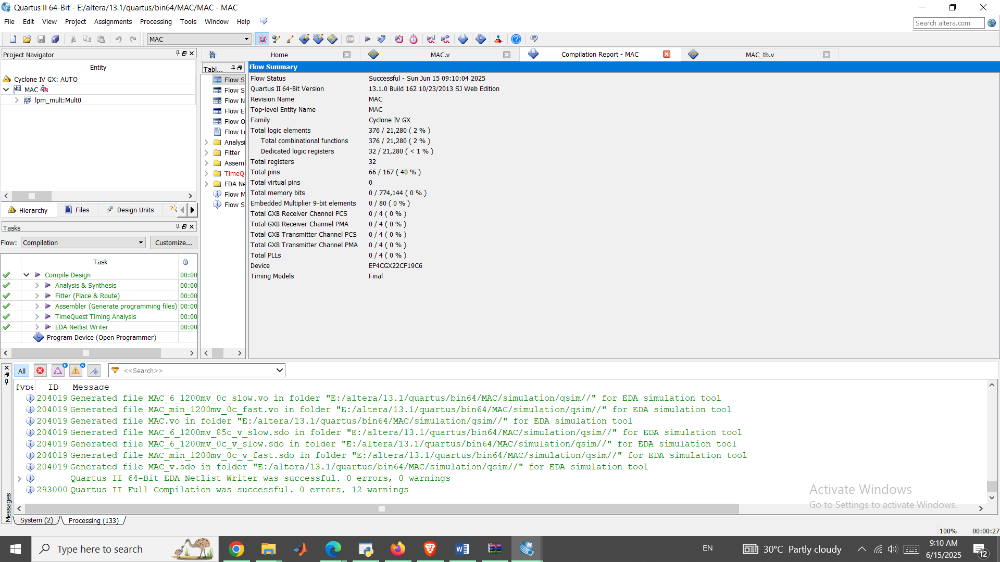 Quartus II 64-Bit - E:/altera/13.1/quartus/bin64/MAC/MAC - MAC
File Edit View Project Assignments Processing Tools Window Help
Search altera.com
MAC
STOP
Project Navigator
Entity
Cyclone IV GX: AUTO
MAC
lpm_mult:Mult0
Hierarchy Files Design Units
Tasks
Flow: Compilation Customize...
Task
Compile Design 00:00
Analysis & Synthesis 00:00
Fitter (Place & Route) 00:00
Assembler (Generate programming files) 00:00
TimeQuest Timing Analysis 00:00
EDA Netlist Writer 00:00
Program Device (Open Programmer)
Home MAC.v Compilation Report - MAC MAC_tb.v
Tabl...
Flow S
Flow S
Flow N
Flow El
Flow O
Flow Lo
Analysi
Fitter
Assem
TimeQu
EDA Ne
Flow M
Flow S
Flow Summary
Flow Status Successful - Sun Jun 15 09:10:04 2025
Quartus II 64-Bit Version 13.1.0 Build 162 10/23/2013 SJ Web Edition
Revision Name MAC
Top-level Entity Name MAC
Family Cyclone IV GX
Total logic elements 376 / 21,280 ( 2 % )
Total combinational functions 376 / 21,280 ( 2 % )
Dedicated logic registers 32 / 21,280 ( < 1 % )
Total registers 32
Total pins 66 / 167 ( 40 % )
Total virtual pins 0
Total memory bits 0 / 774,144 ( 0 % )
Embedded Multiplier 9-bit elements 0 / 80 ( 0 % )
Total GXB Receiver Channel PCS 0 / 4 ( 0 % )
Total GXB Receiver Channel PMA 0 / 4 ( 0 % )
Total GXB Transmitter Channel PCS 0 / 4 ( 0 % )
Total GXB Transmitter Channel PMA 0 / 4 ( 0 % )
Total PLLs 0 / 4 ( 0 % )
Device EP4CGX22CF19C6
Timing Models Final
All 6 6 <<Search>>
Type ID Message
204019 Generated file MAC_6_1200mv_0c_slow.vo in folder "E:/altera/13.1/quartus/bin64/MAC/simulation/qsim//" for EDA simulation tool
204019 Generated file MAC_min_1200mv_0c_fast.vo in folder "E:/altera/13.1/quartus/bin64/MAC/simulation/qsim//" for EDA simulation tool
204019 Generated file MAC.vo in folder "E:/altera/13.1/quartus/bin64/MAC/simulation/qsim//" for EDA simulation tool
204019 Generated file MAC_6_1200mv_85c_v_slow.sdo in folder "E:/altera/13.1/quartus/bin64/MAC/simulation/qsim//" for EDA simulation tool
204019 Generated file MAC_6_1200mv_0c_v_slow.sdo in folder "E:/altera/13.1/quartus/bin64/MAC/simulation/qsim//" for EDA simulation tool
204019 Generated file MAC_min_1200mv_0c_v_fast.sdo in folder "E:/altera/13.1/quartus/bin64/MAC/simulation/qsim//" for EDA simulation tool
204019 Generated file MAC_v.sdo in folder "E:/altera/13.1/quartus/bin64/MAC/simulation/qsim//" for EDA simulation tool
Quartus II 64-Bit EDA Netlist Writer was successful. 0 errors, 0 warnings
293000 Quartus II Full Compilation was successful. 0 errors, 12 warnings
Messages
System (2) Processing (133)
Activate Windows
Go to Settings to activate Windows.
100% 00:00:27
Type here to search
EN
30°C Partly cloudy
9:10 AM
6/15/2025
12